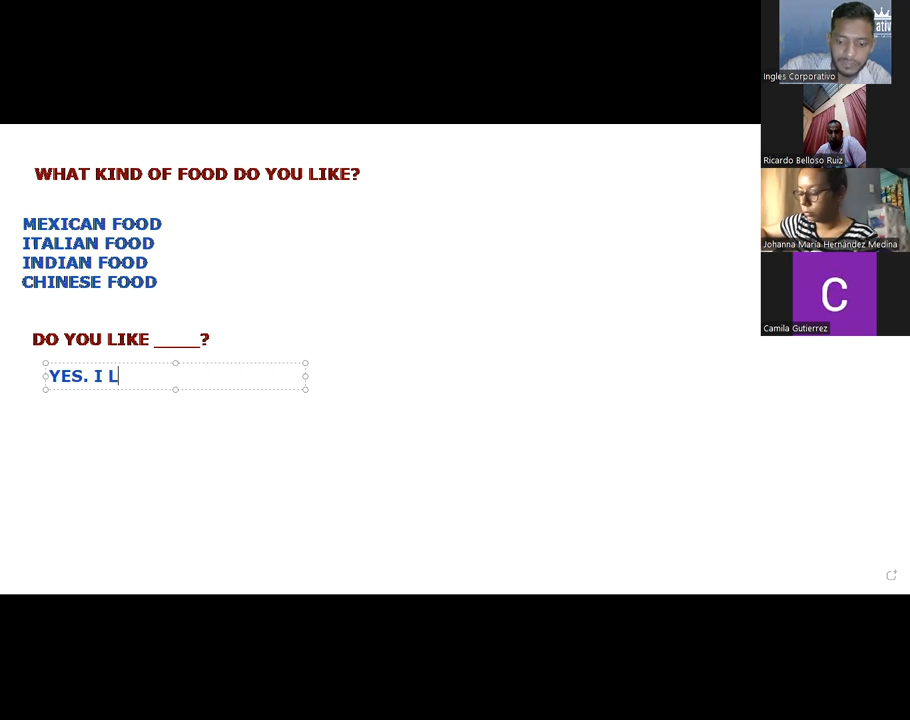 WHAT KIND OF FOOD DO YOU LIKE?
MEXICAN FOOD
ITALIAN FOOD
INDIAN FOOD
CHINESE FOOD
DO YOU LIKE _____?
YES. I L
Ingles Corporativo
Ricardo Belloso Ruiz
Johanna Maria Hernandez Medina
C
Camila Gutierrez